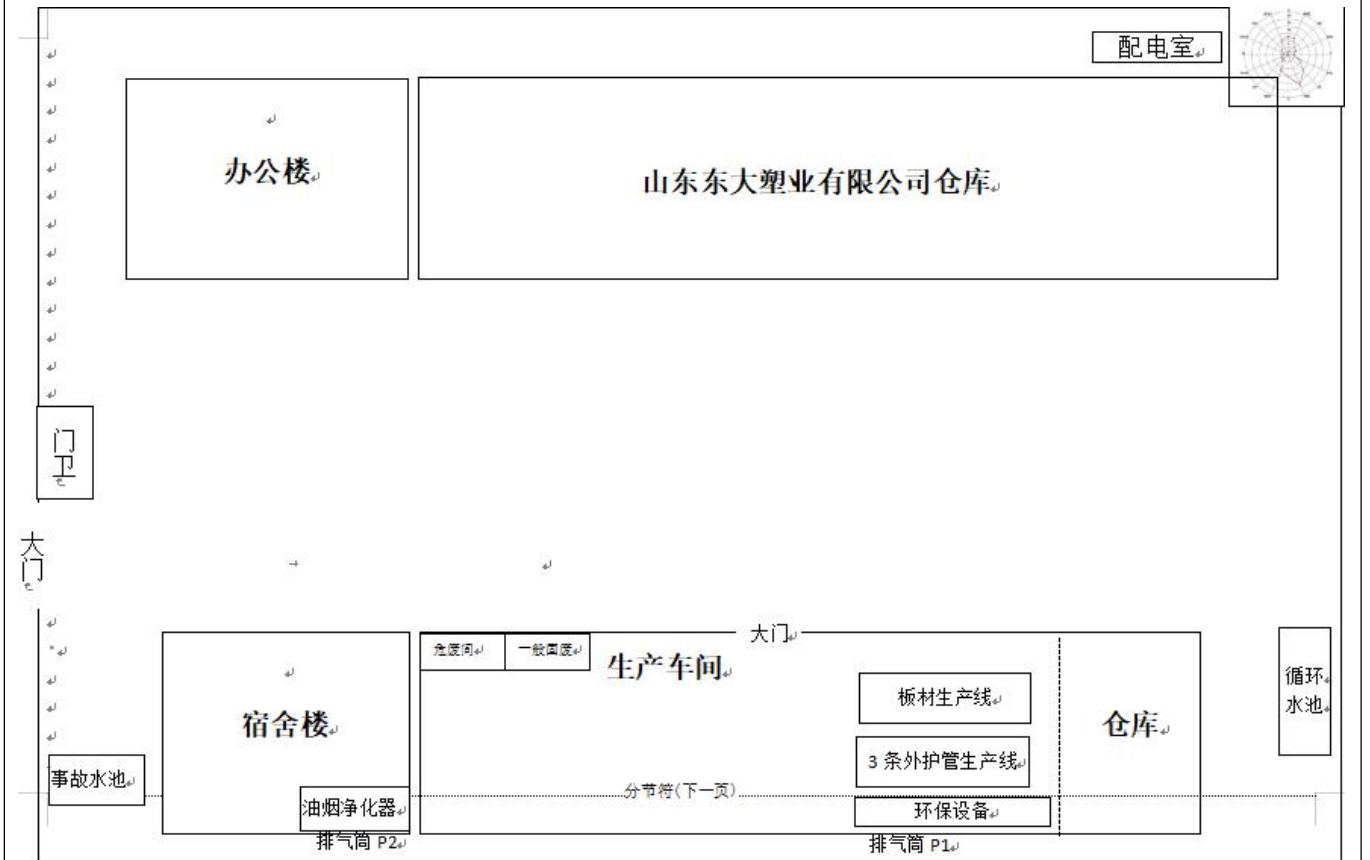 配电室
办公楼
山东东大塑业有限公司仓库
门卫
大门
大门
危废间
一般固废
生产车间
板材生产线
循环
水池
宿舍楼
仓库
3 条外护管生产线
事故水池
分节符(下一页)
油烟净化器
环保设备
排气筒 P2
排气筒 P1